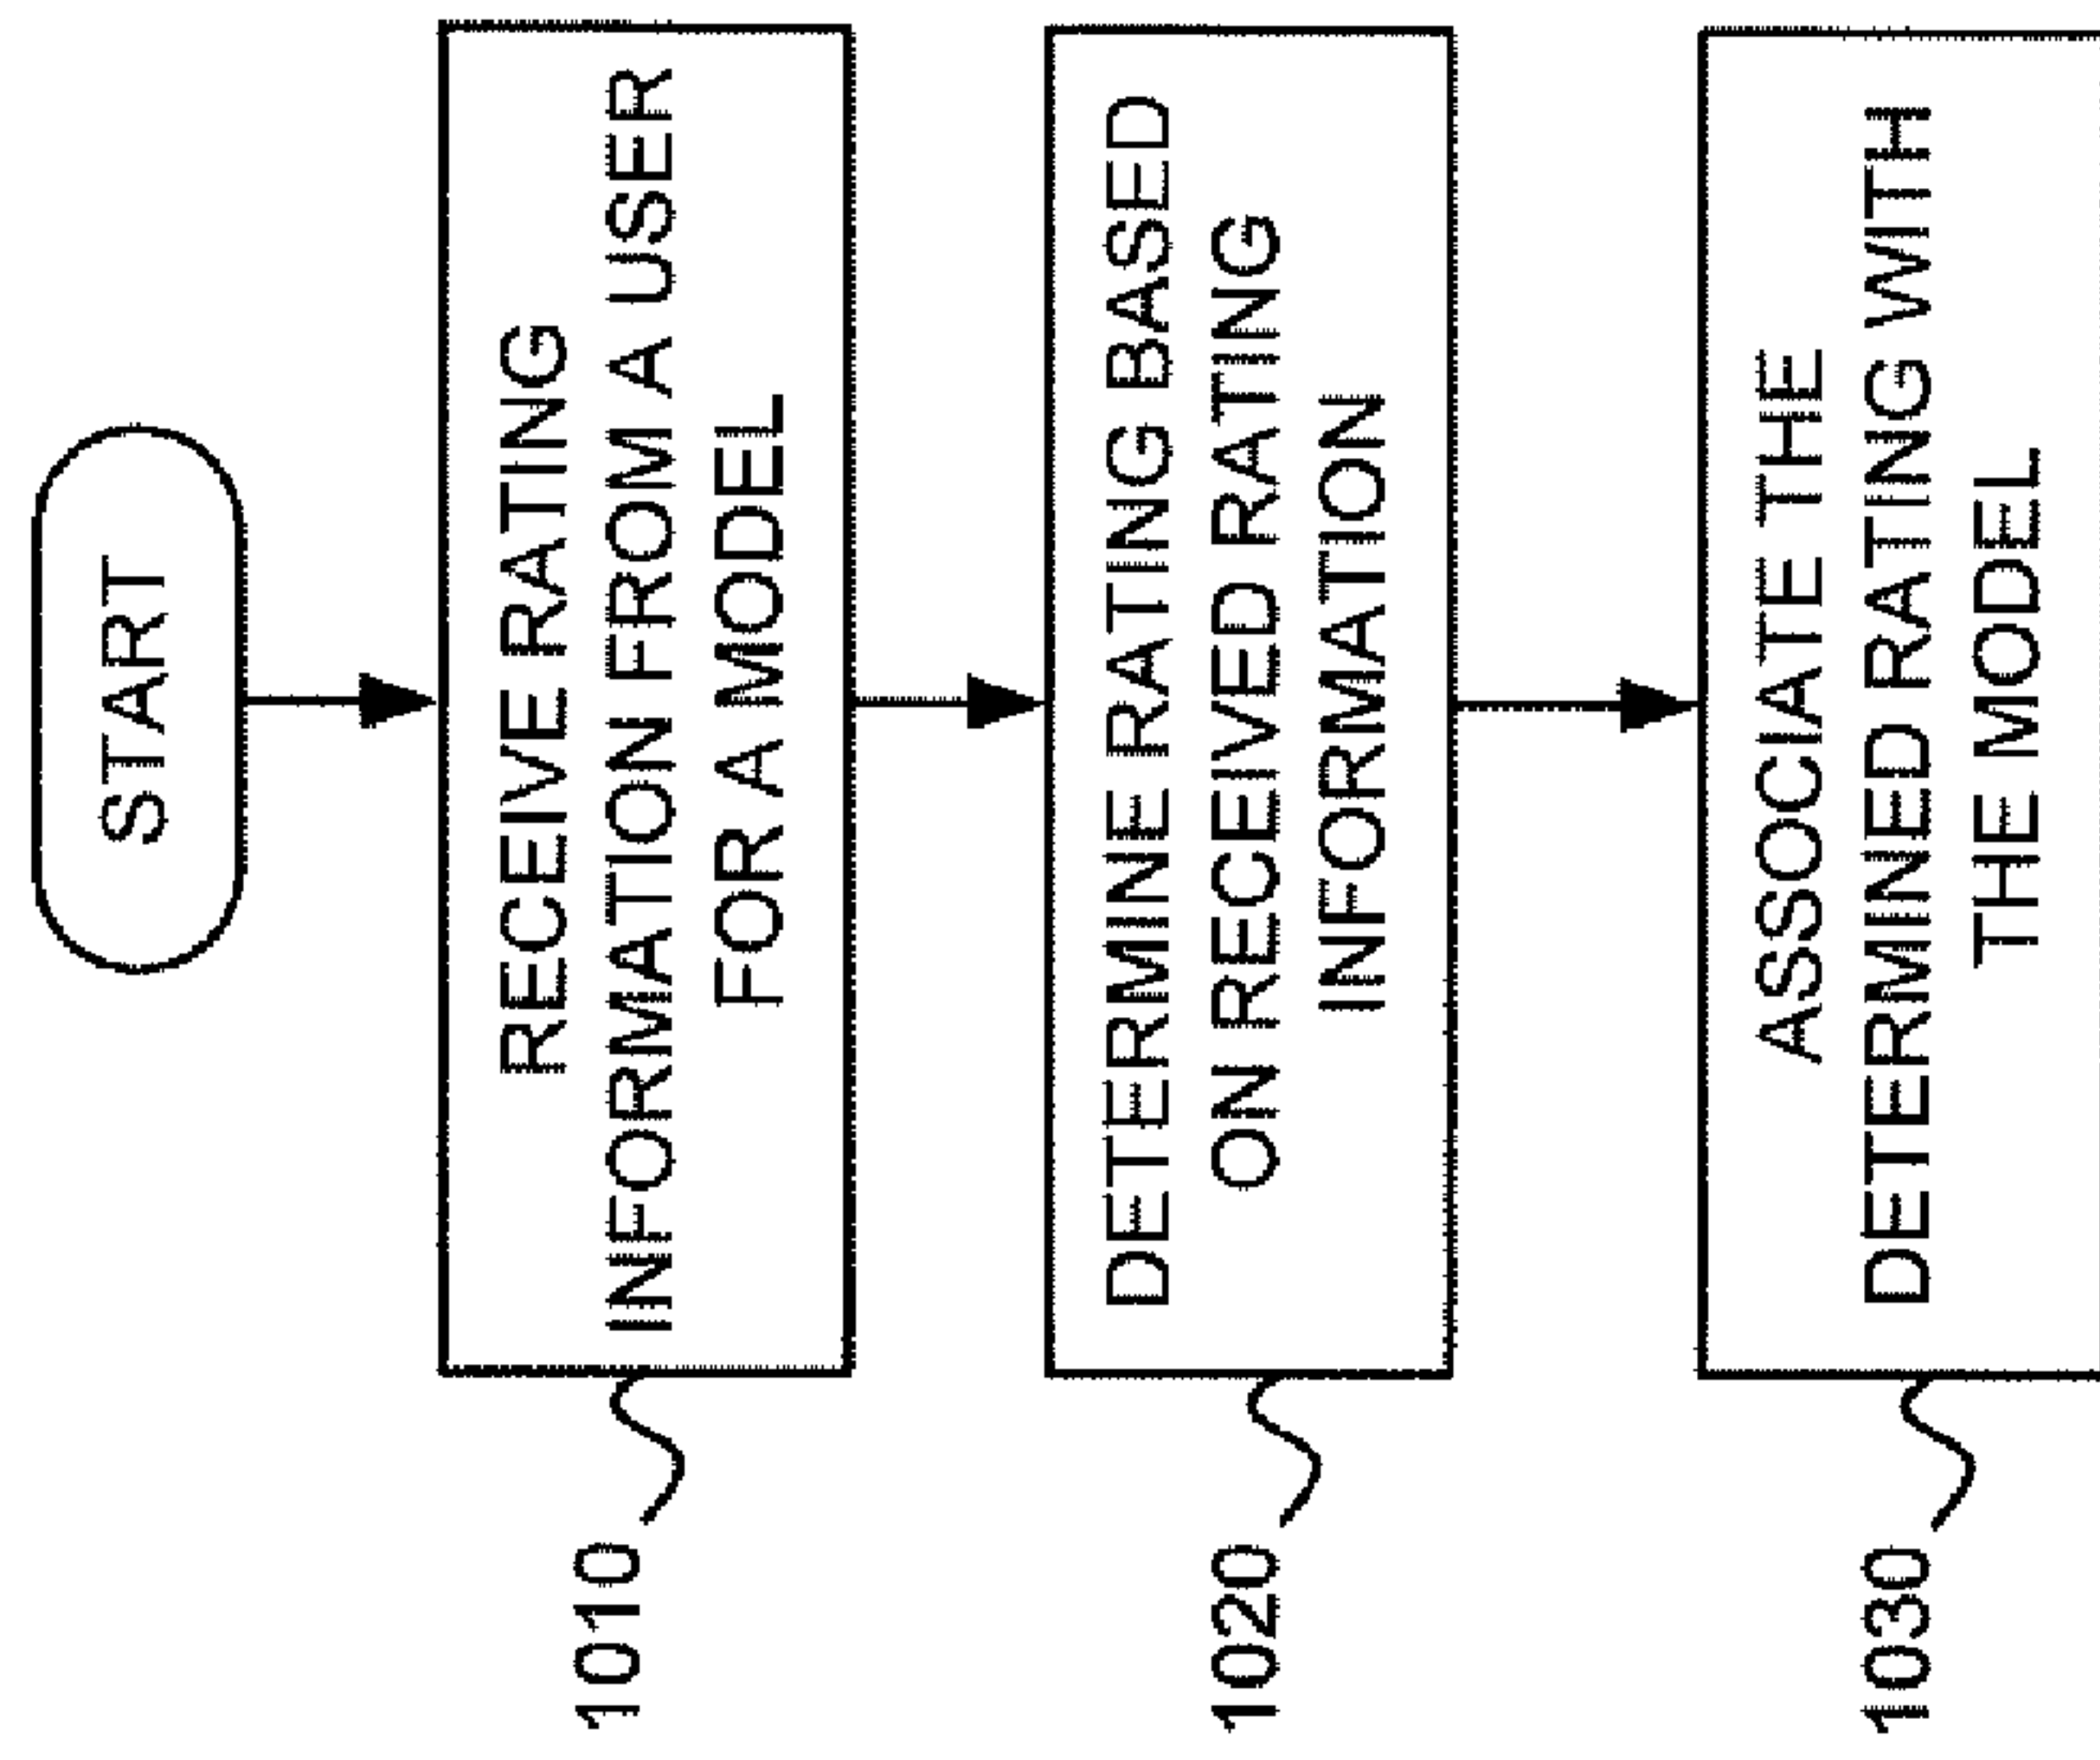 START
1010
RECEIVE RATING
INFORMATION FROM A USER
FOR A MODEL
1020
DETERMINE RATING BASED
ON RECEIVED RATING
INFORMATION
1030
ASSOCIATE THE
DETERMINED RATING WITH
THE MODEL